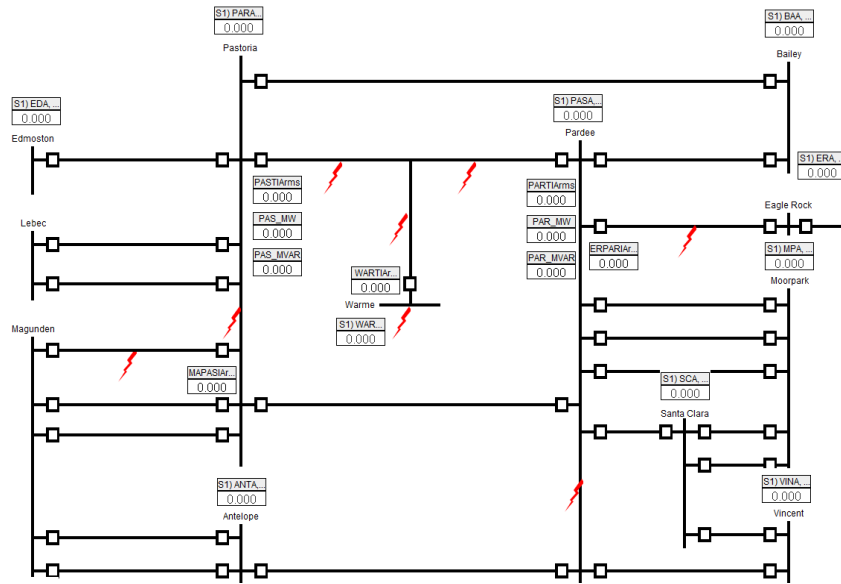 S1) PARA...
0.000
Pastoria
S1) BAA, ...
0.000
Bailey
S1) EDA, ...
0.000
Edmoston
S1) PASA,...
0.000
Pardee
S1) ERA, ...
0.000
PASTIArms
0.000
PAS_MW
0.000
PAS_MVAR
0.000
PARTIArms
0.000
PAR_MW
0.000
PAR_MVAR
0.000
Eagle Rock
Lebec
ERPARIAr...
0.000
S1) MPA, ...
0.000
Moorpark
WARTIAr...
0.000
Warme
S1) WAR...
0.000
Magunden
MAPASIAr...
0.000
S1) SCA, ...
0.000
Santa Clara
S1) ANTA,...
0.000
Antelope
S1) VINA, ...
0.000
Vincent